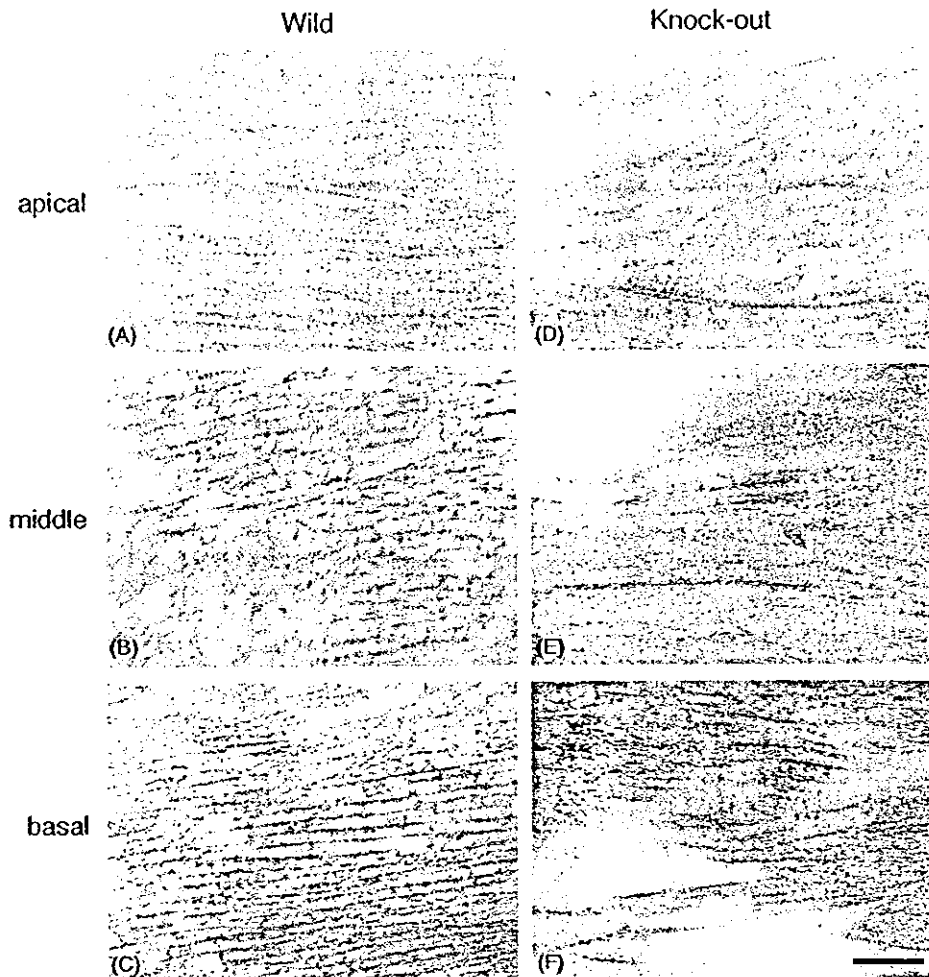 Wild
Knock-out
apical
(A)
(D)
middle
(B)
(E)
basal
(C)
(F)